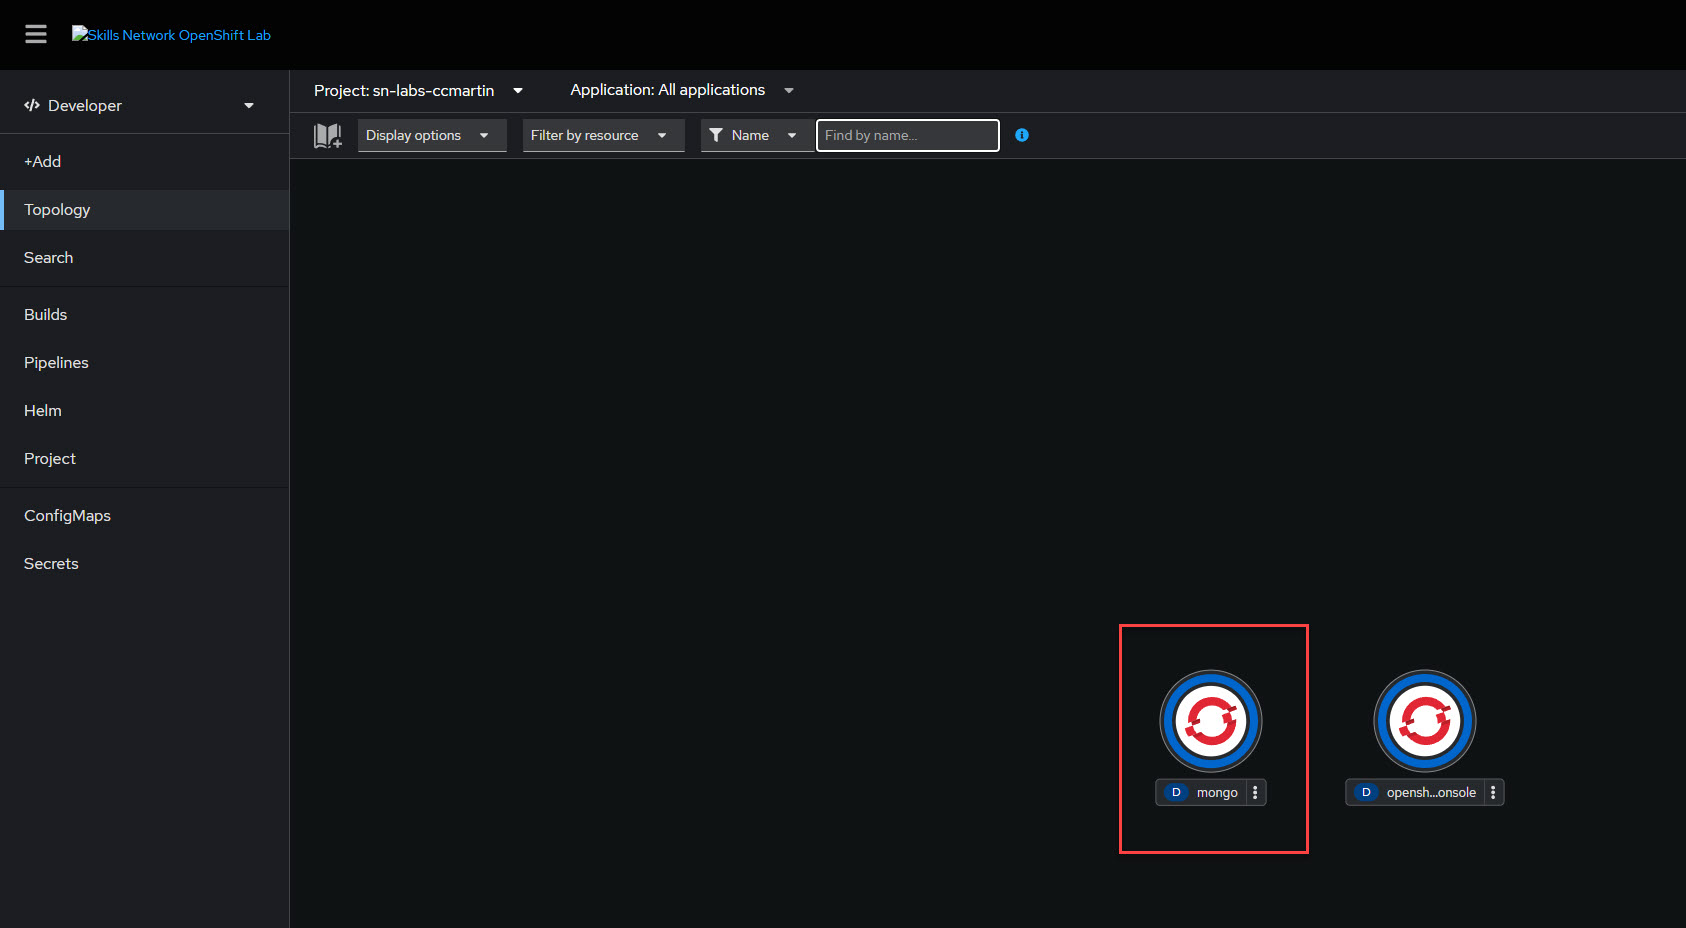 Skills Network OpenShift Lab
Developer
+Add
Topology
Search
Builds
Pipelines
Helm
Project
ConfigMaps
Secrets
Project: sn-labs-ccmartin
Application: All applications
Display options
Filter by resource
Name
Find by name...
D mongo
D opensh...onsole